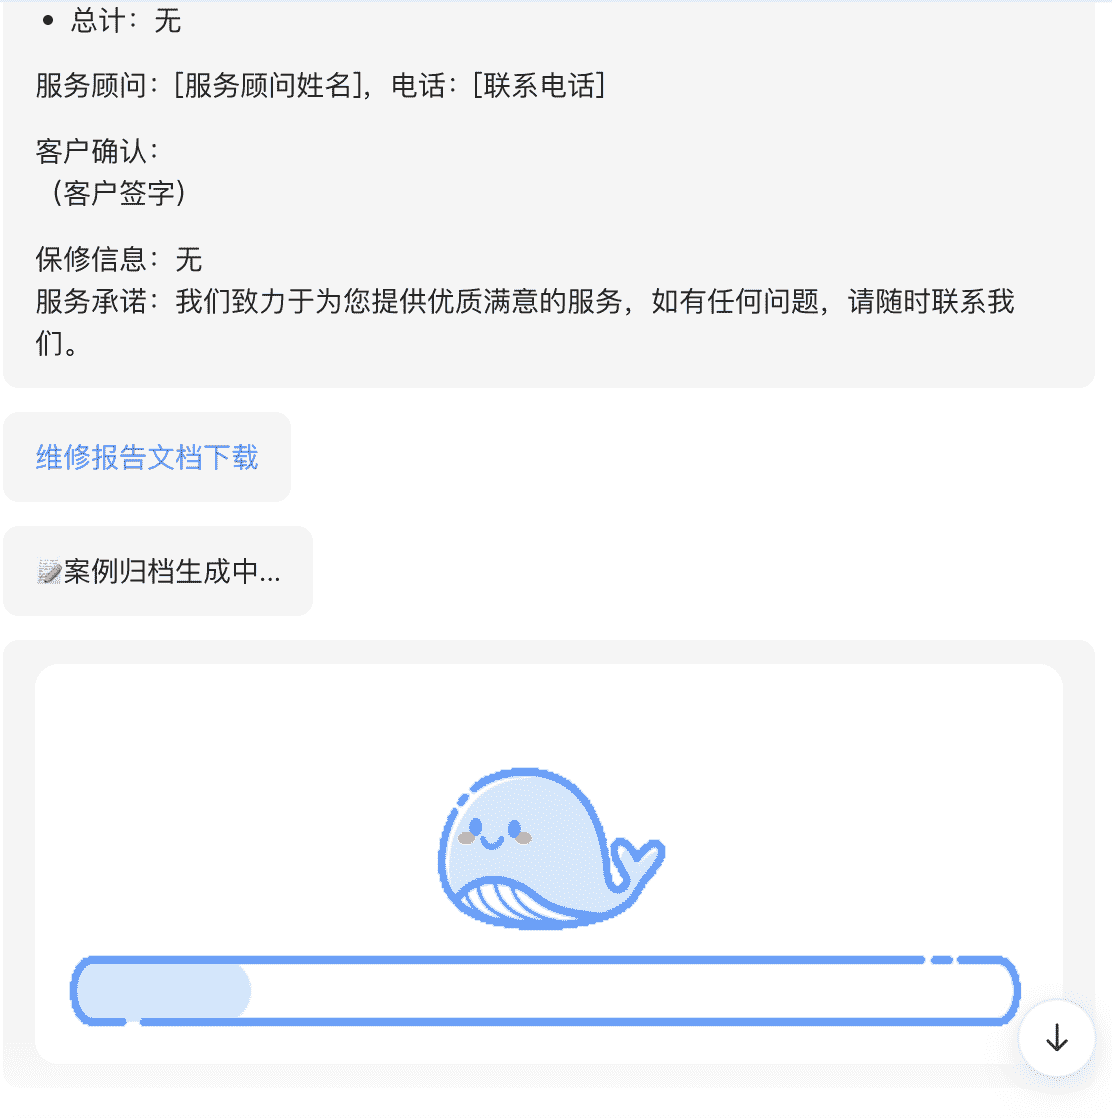 • 总计：无
服务顾问：[服务顾问姓名]，电话：[联系电话]
客户确认：
（客户签字）
保修信息：无
服务承诺：我们致力于为您提供优质满意的服务，如有任何问题，请随时联系我
们。
维修报告文档下载
案例归档生成中...